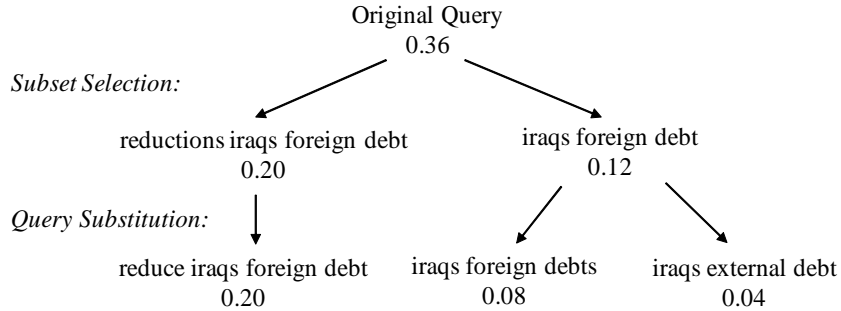 Original Query
0.36
Subset Selection:
reductions iraqs foreign debt
0.20
iraqs foreign debt
0.12
Query Substitution:
reduce iraqs foreign debt
0.20
iraqs foreign debts
0.08
iraqs external debt
0.04